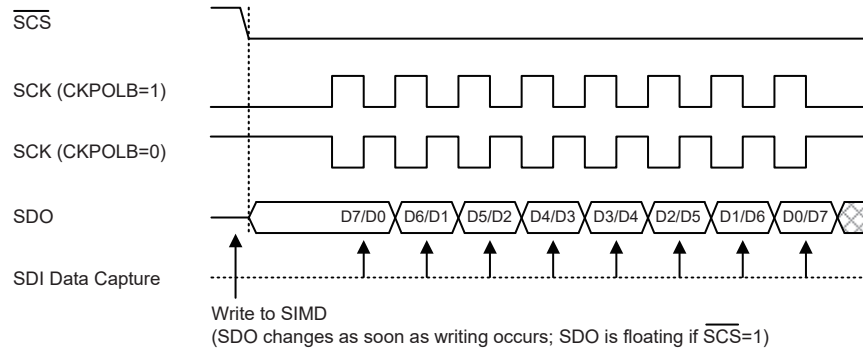 SCS
SCK (CKPOLB=1)
SCK (CKPOLB=0)
SDO D7/D0 D6/D1 D5/D2 D4/D3 D3/D4 D2/D5 D1/D6 D0/D7
SDI Data Capture
Write to SIMD
(SDO changes as soon as writing occurs; SDO is floating if SCS=1)